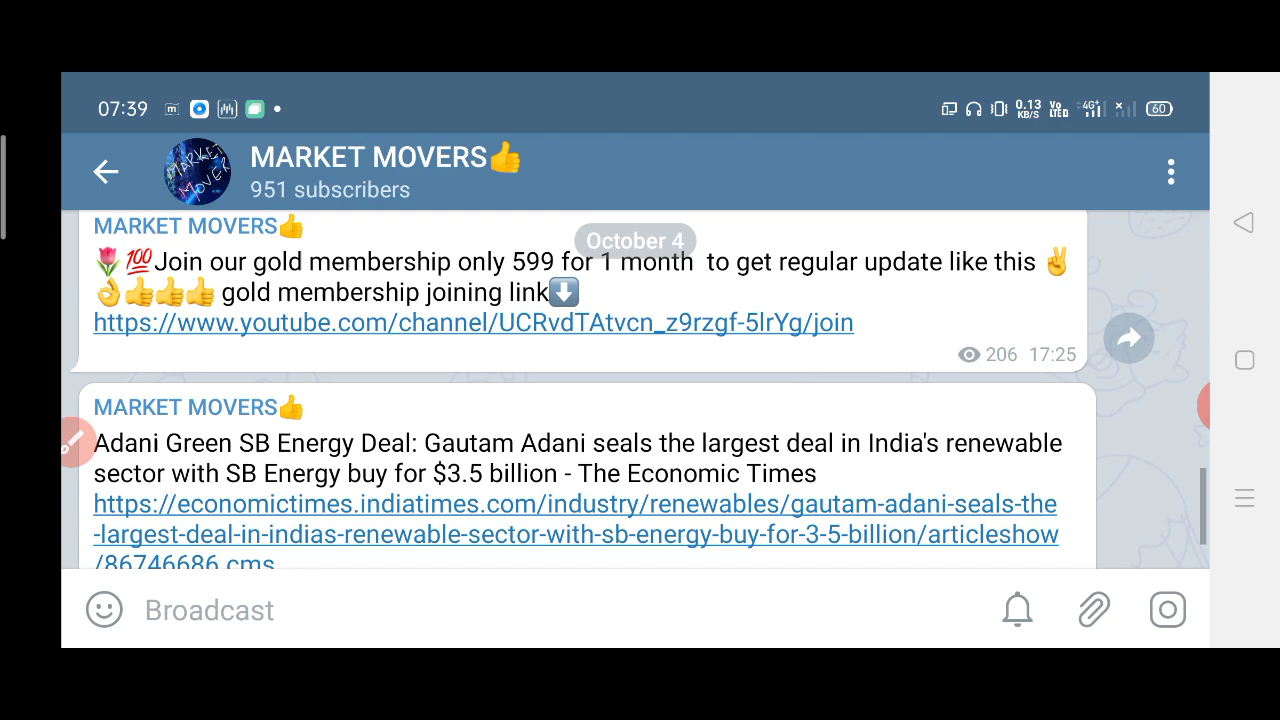 07:39 m 0.13 KB/S Vo LTE 4G+ 60
MARKET MOVERS👍
951 subscribers
MARKET MOVERS👍
October 4
🌷💯Join our gold membership only 599 for 1 month to get regular update like this ✌
👌👍👍👍 gold membership joining link⬇
https://www.youtube.com/channel/UCRvdTAtvcn_z9rzgf-5lrYg/join
206 17:25
MARKET MOVERS👍
Adani Green SB Energy Deal: Gautam Adani seals the largest deal in India's renewable
sector with SB Energy buy for $3.5 billion - The Economic Times
https://economictimes.indiatimes.com/industry/renewables/gautam-adani-seals-the
-largest-deal-in-indias-renewable-sector-with-sb-energy-buy-for-3-5-billion/articleshow
/86746686.cms
Broadcast